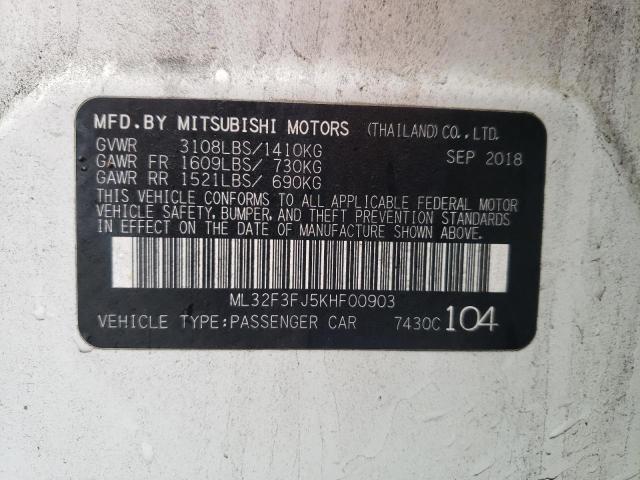 MFD.BY MITSUBISHI MOTORS (THAILAND) CO.,LTD.
GVWR 3108LBS/1410KG SEP 2018
GAWR FR 1609LBS/ 730KG
GAWR RR 1521LBS/ 690KG
THIS VEHICLE CONFORMS TO ALL APPLICABLE FEDERAL MOTOR
VEHICLE SAFETY, BUMPER, AND THEFT PREVENTION STANDARDS
IN EFFECT ON THE DATE OF MANUFACTURE SHOWN ABOVE.
ML32F3FJ5KHF00903
VEHICLE TYPE:PASSENGER CAR 7430C 104